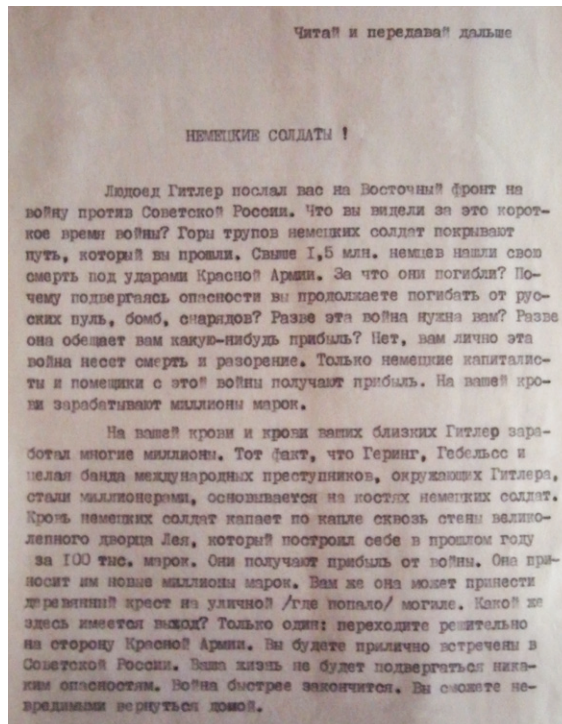 Читай и передавай дальше
НЕМЕЦКИЕ СОЛДАТЫ !
Людоед Гитлер послал вас на Восточный фронт на
войну против Советской России. Что вы видели за это корот-
кое время войны? Горы трупов немецких солдат покрывают
путь, который вы прошли. Свыше I,5 млн. немцев нашли свою
смерть под ударами Красной Армии. За что они погибли? По-
чему подвергаясь опасности вы продолжаете погибать от рус-
ских пуль, бомб, снарядов? Разве эта война нужна вам? Разве
она обещает вам какую-нибудь прибыль? Нет, вам лично эта
война несет смерть и разорение. Только немецкие капиталис-
ты и помещики с этой войны получают прибыль. На вашей кро-
ви зарабатывают миллионы марок.
На вашей крови и крови ваших близких Гитлер зара-
ботал многие миллионы. Тот факт, что Геринг, Гебельсс и
целая банда международных преступников, окружающих Гитлера,
стали миллионерами, основывается на костях немецких солдат.
Кровь немецких солдат капает по капле сквозь стены велико-
лепного дворца Лея, который построил себе в прошлом году
за I00 тыс. марок. Они получают прибыль от войны. Она при-
носит им новые миллионы марок. Вам же она может принести
деревянный крест на уличной /где попало/ могиле. Какой же
здесь имеется выход? Только один: переходите решительно
на сторону Красной Армии. Вы будете прилично встречены в
Советской России. Ваша жизнь не будет подвергаться ника-
ким опасностям. Война быстрее закончится. Вы сможете не-
вредимыми вернуться домой.